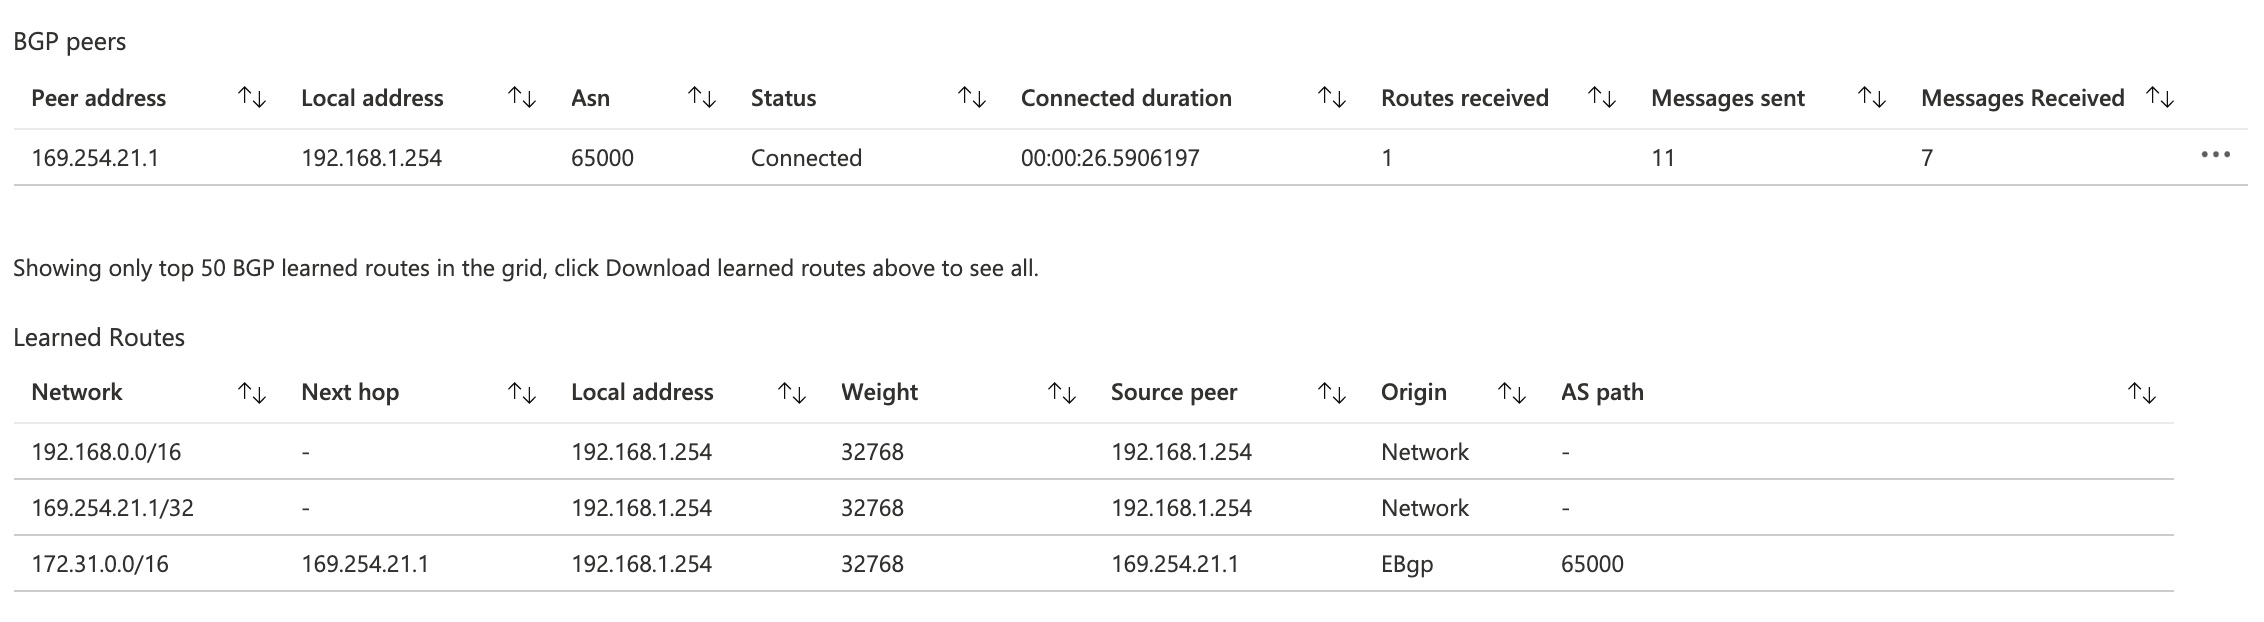 BGP peers
Peer address ↑↓ Local address ↑↓ Asn ↑↓ Status ↑↓ Connected duration ↑↓ Routes received ↑↓ Messages sent ↑↓ Messages Received ↑↓
169.254.21.1 192.168.1.254 65000 Connected 00:00:26.5906197 1 11 7 •••
Showing only top 50 BGP learned routes in the grid, click Download learned routes above to see all.
Learned Routes
Network ↑↓ Next hop ↑↓ Local address ↑↓ Weight ↑↓ Source peer ↑↓ Origin ↑↓ AS path ↑↓
192.168.0.0/16 - 192.168.1.254 32768 192.168.1.254 Network -
169.254.21.1/32 - 192.168.1.254 32768 192.168.1.254 Network -
172.31.0.0/16 169.254.21.1 192.168.1.254 32768 169.254.21.1 EBgp 65000